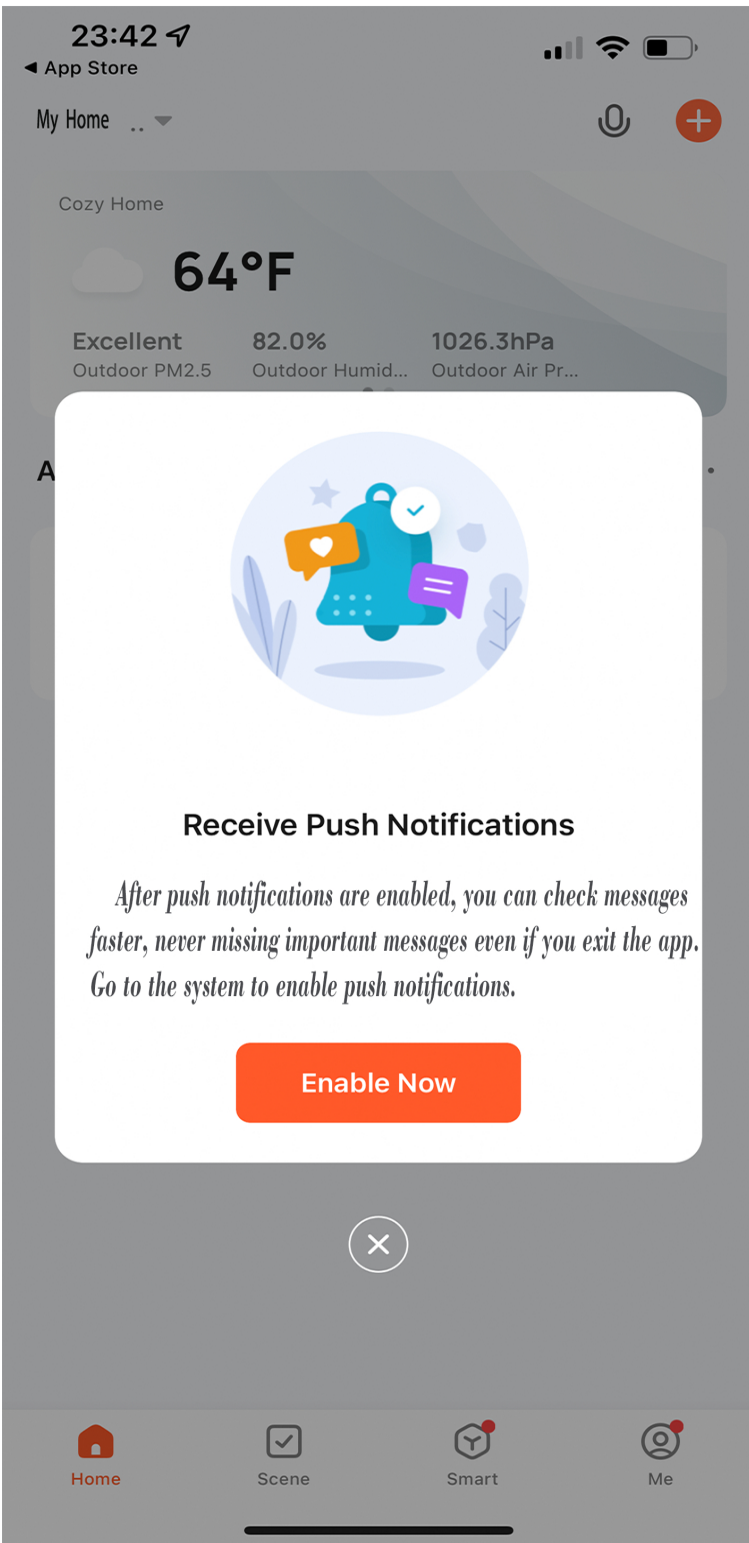 23:42
App Store
My Home ..
Cozy Home
64°F
Excellent 82.0% 1026.3hPa
Outdoor PM2.5 Outdoor Humid... Outdoor Air Pr...
A
Receive Push Notifications
After push notifications are enabled, you can check messages
faster, never missing important messages even if you exit the app.
Go to the system to enable push notifications.
Enable Now
Home Scene Smart Me